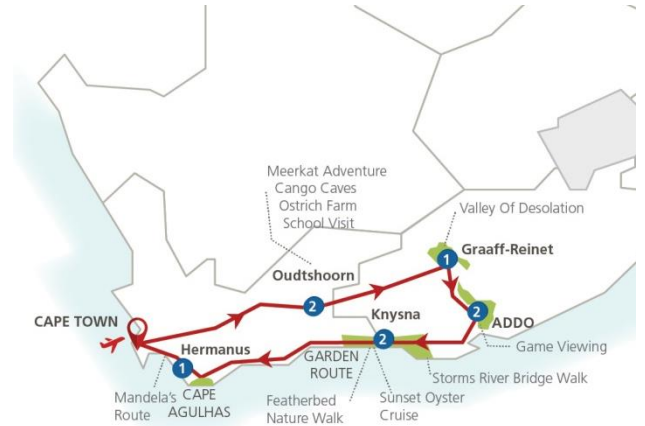 Meerkat Adventure
Cango Caves
Ostrich Farm
School Visit
Valley Of Desolation
Graaff-Reinet
1
Oudtshoorn
2
Knysna
2
ADDO
2
CAPE TOWN
Hermanus
1
Game Viewing
GARDEN
ROUTE
Storms River Bridge Walk
Mandela's
Route
CAPE
AGULHAS
Featherbed
Nature Walk
Sunset Oyster
Cruise